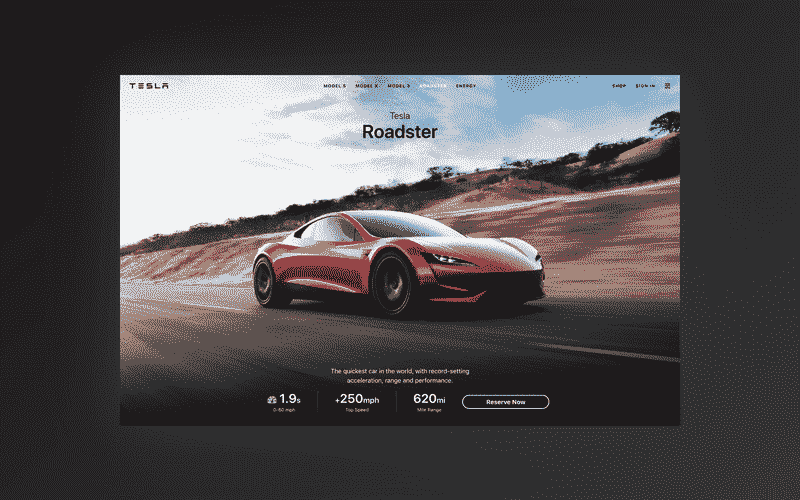 TESLA
MODEL S MODEL X MODEL 3 ROADSTER ENERGY
SHOP SIGN IN
Tesla
Roadster
The quickest car in the world, with record-setting
acceleration, range and performance.
1.9s
0-60 mph
+250mph
Top Speed
620mi
Mile Range
Reserve Now